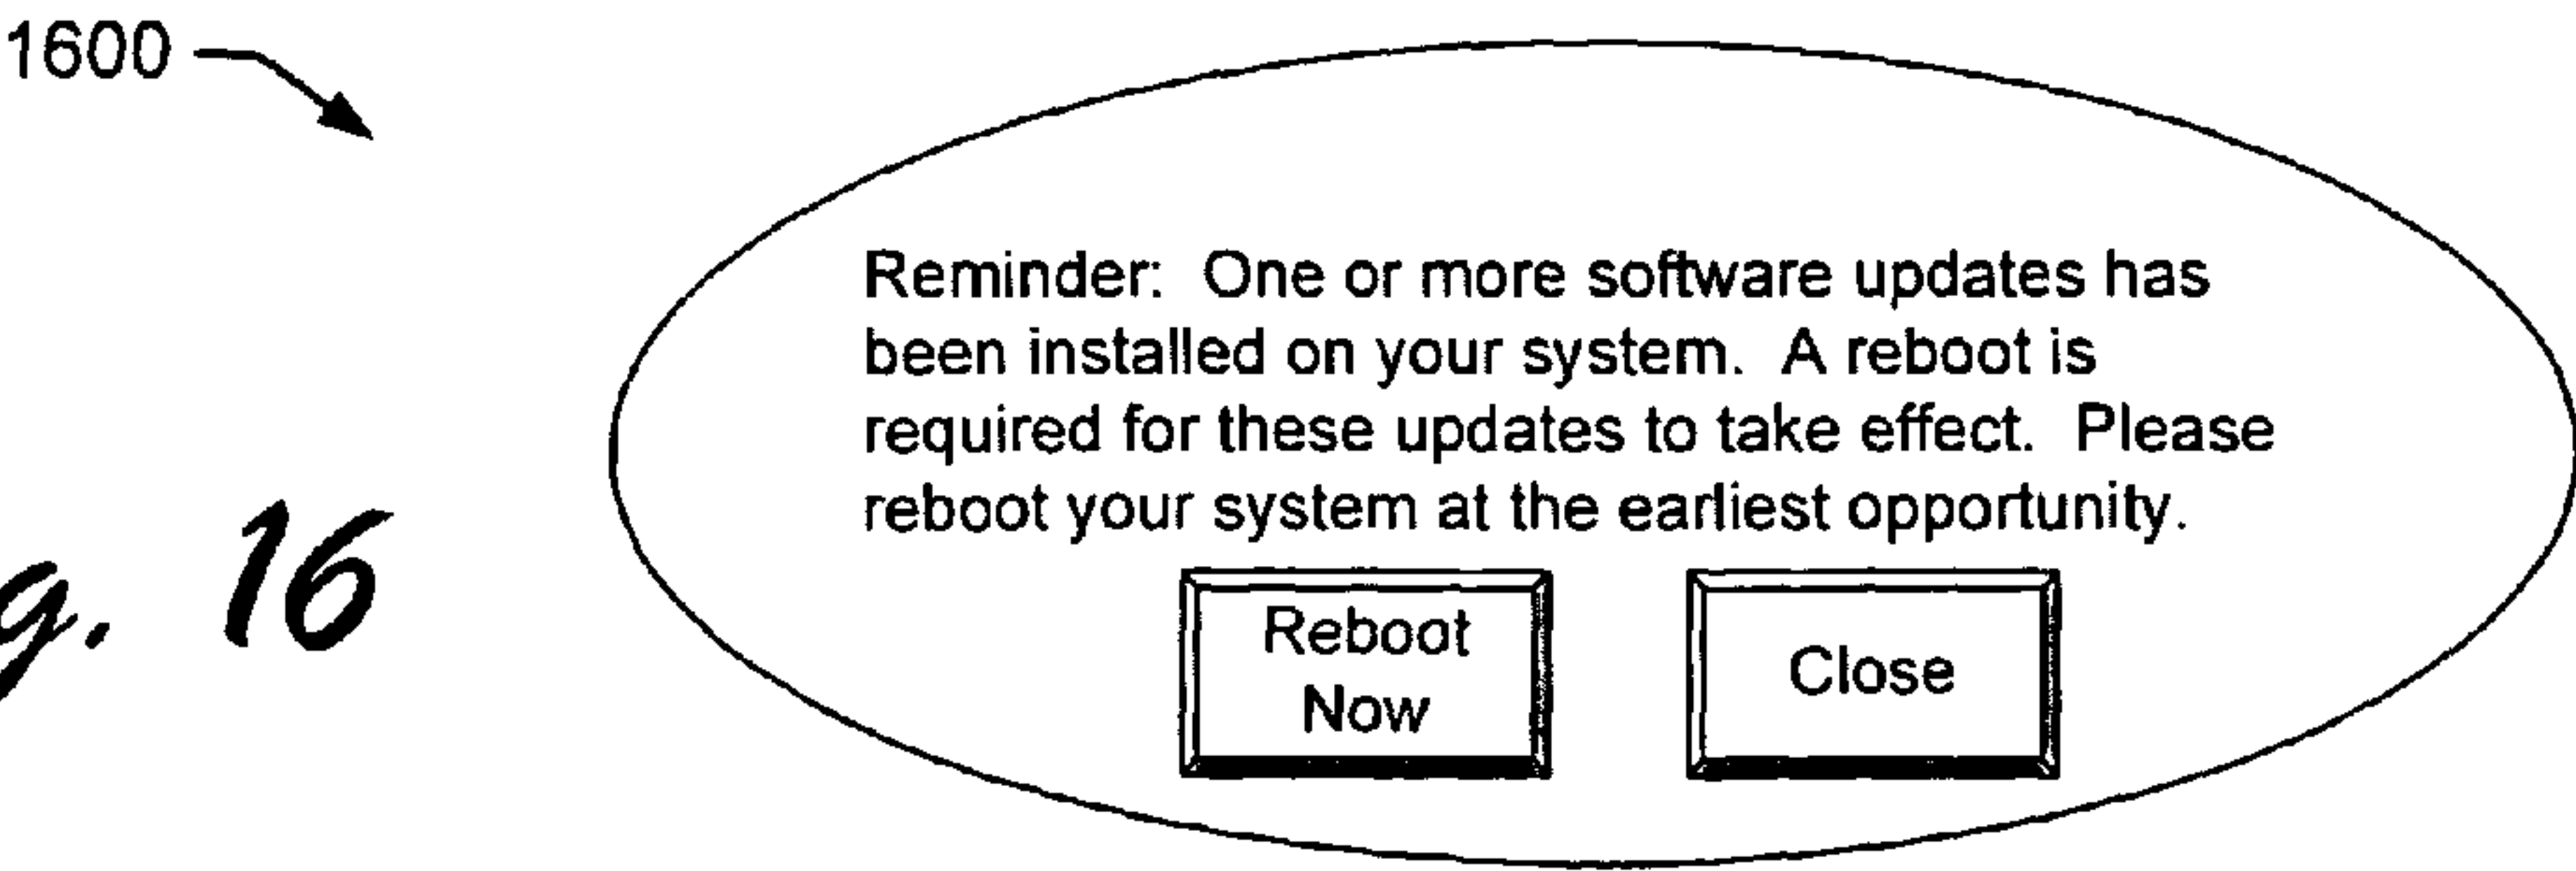 1600
Reminder: One or more software updates has
been installed on your system. A reboot is
required for these updates to take effect. Please
reboot your system at the earliest opportunity.
Reboot
Now
Close
16